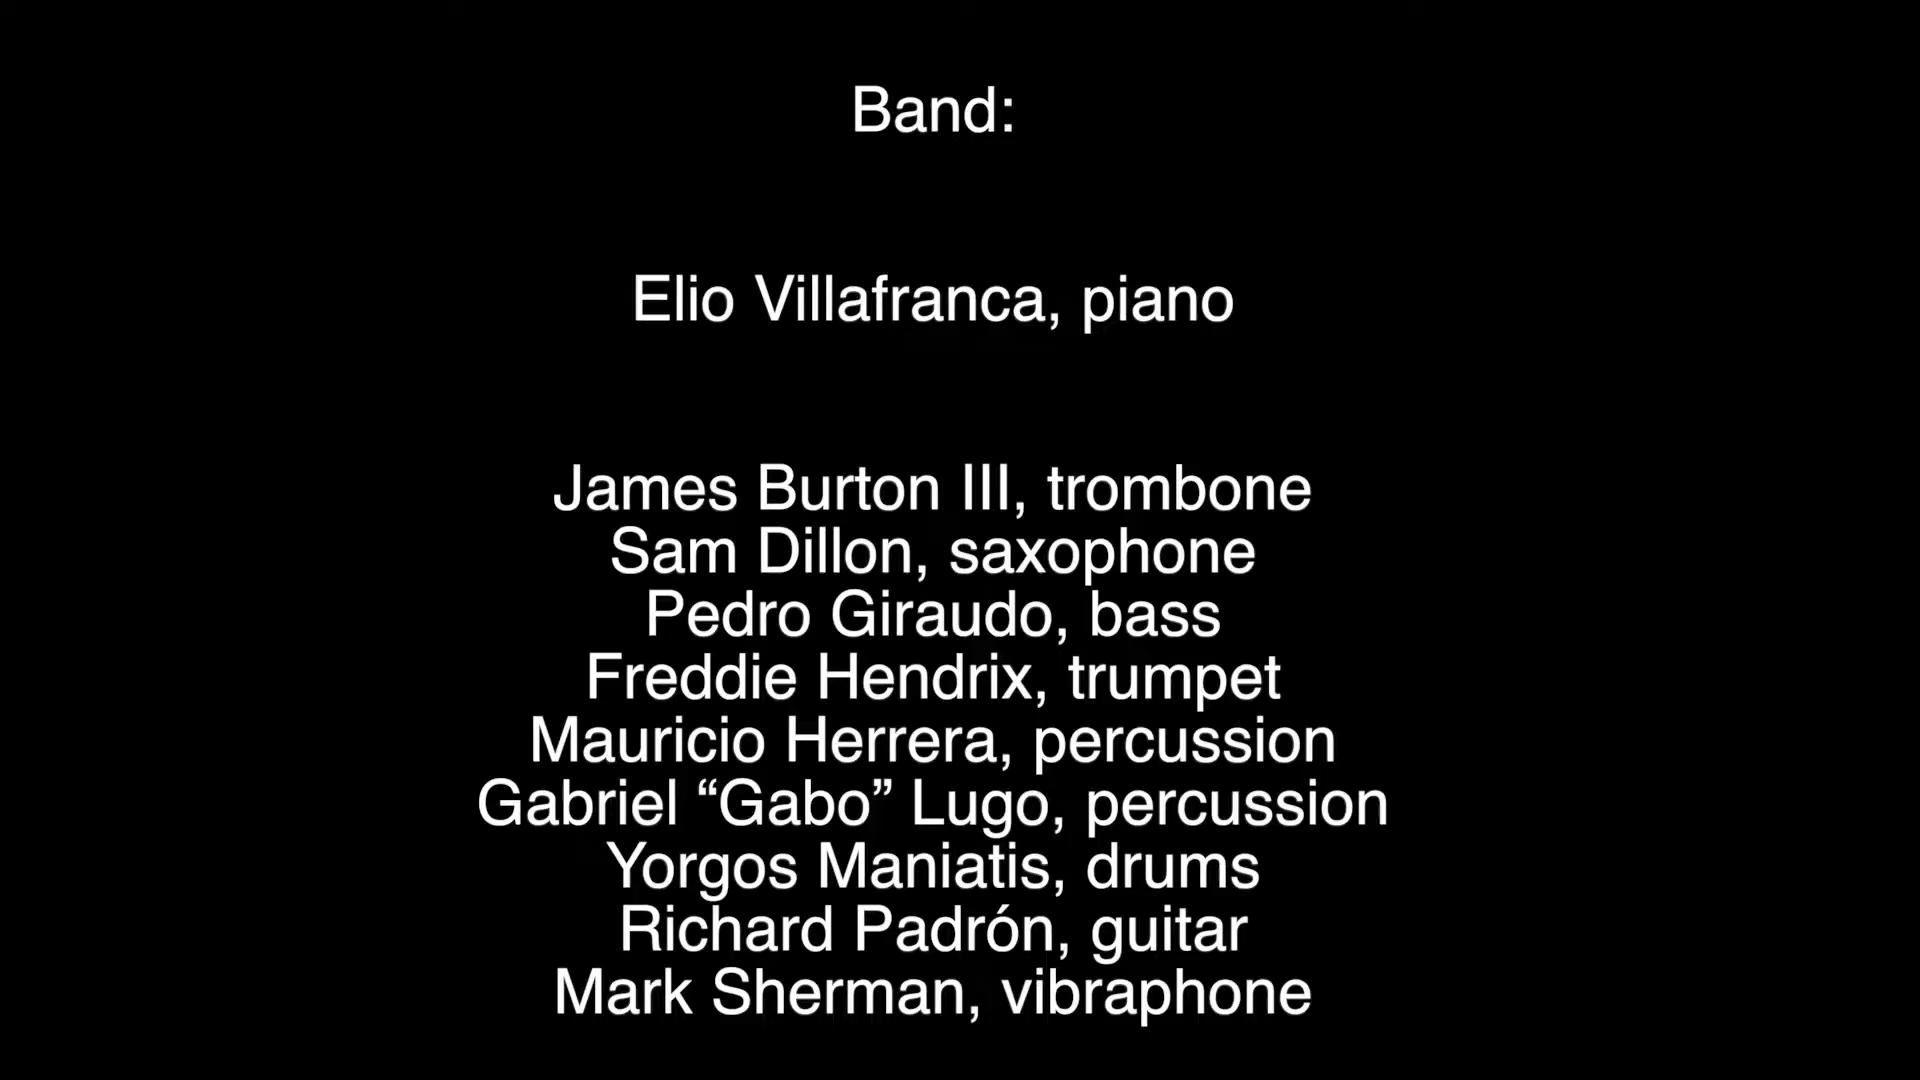 Band:
Elio Villafranca, piano
James Burton III, trombone
Sam Dillon, saxophone
Pedro Giraudo, bass
Freddie Hendrix, trumpet
Mauricio Herrera, percussion
Gabriel “Gabo” Lugo, percussion
Yorgos Maniatis, drums
Richard Padrón, guitar
Mark Sherman, vibraphone